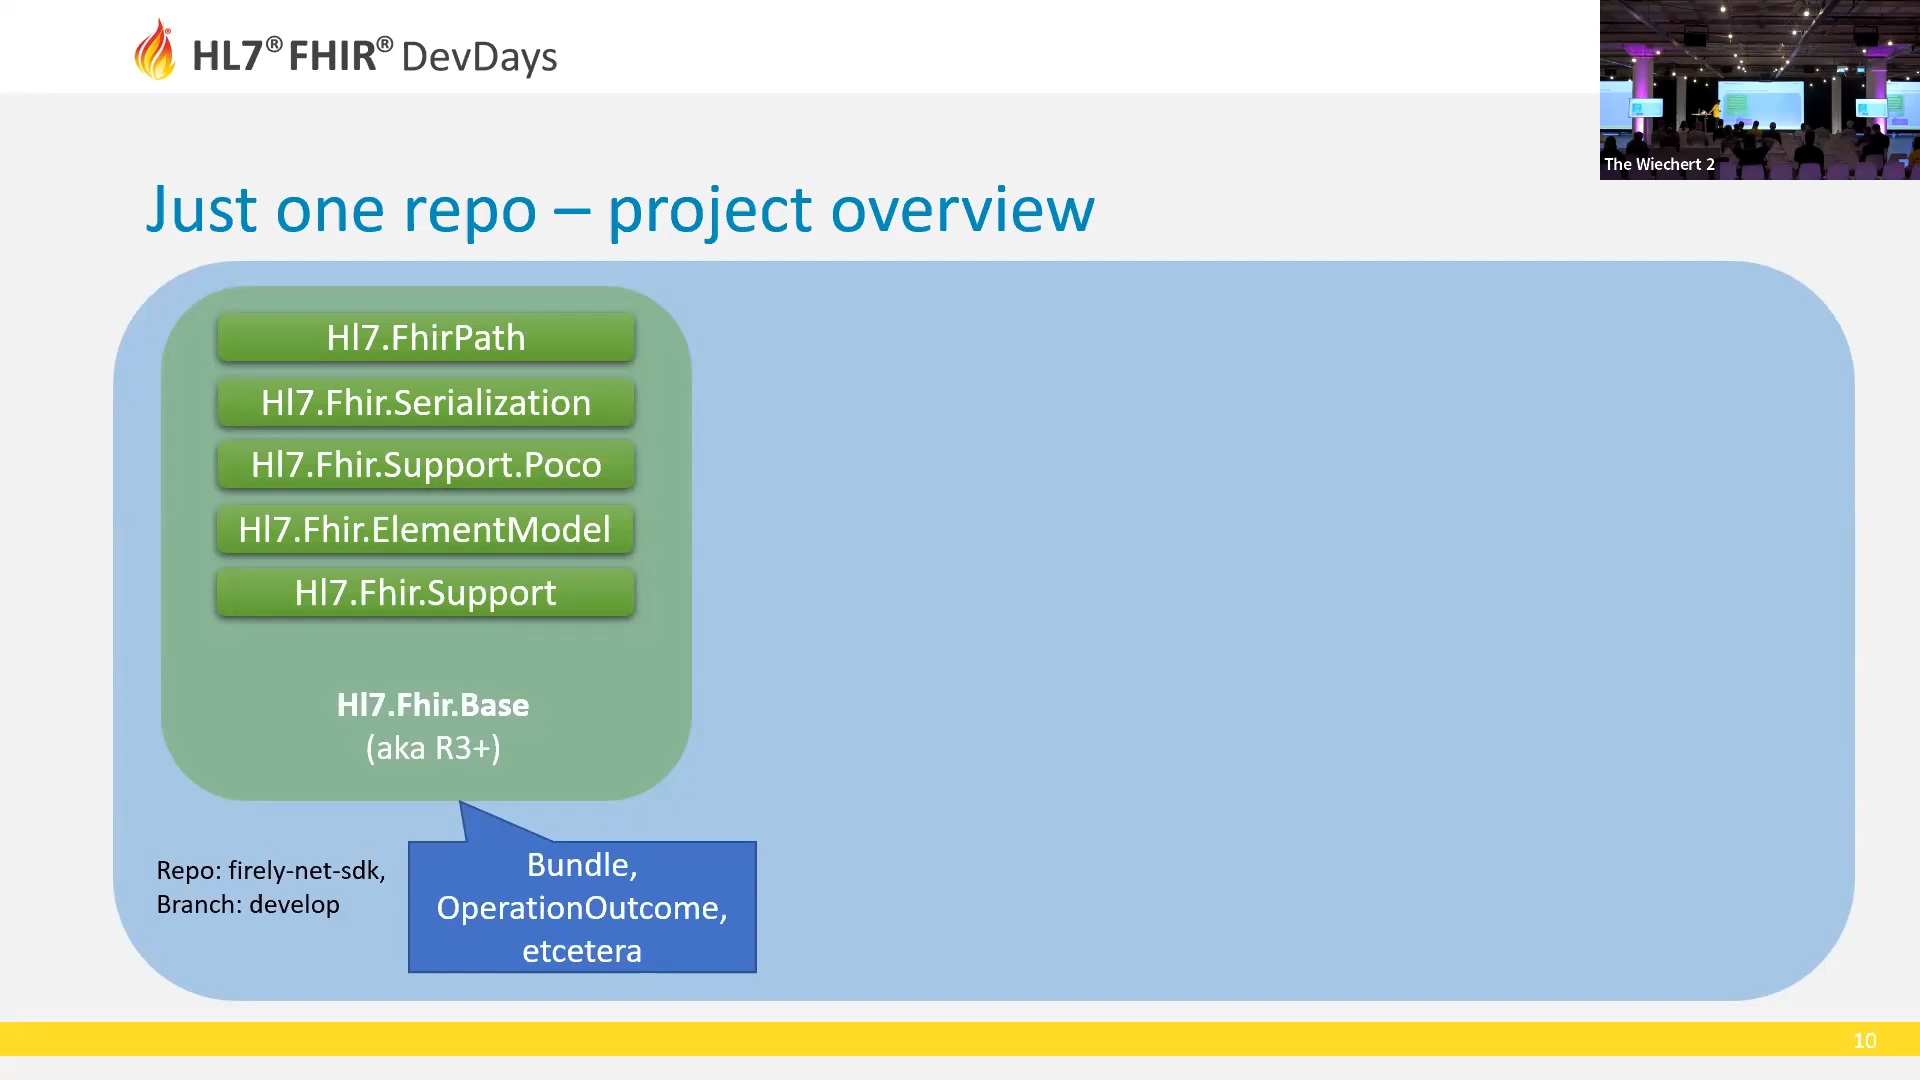 HL7® FHIR® DevDays
The Wiechert 2
Just one repo – project overview
Hl7.FhirPath
Hl7.Fhir.Serialization
Hl7.Fhir.Support.Poco
Hl7.Fhir.ElementModel
Hl7.Fhir.Support
Hl7.Fhir.Base
(aka R3+)
Repo: firely-net-sdk,
Branch: develop
Bundle,
OperationOutcome,
etcetera
10